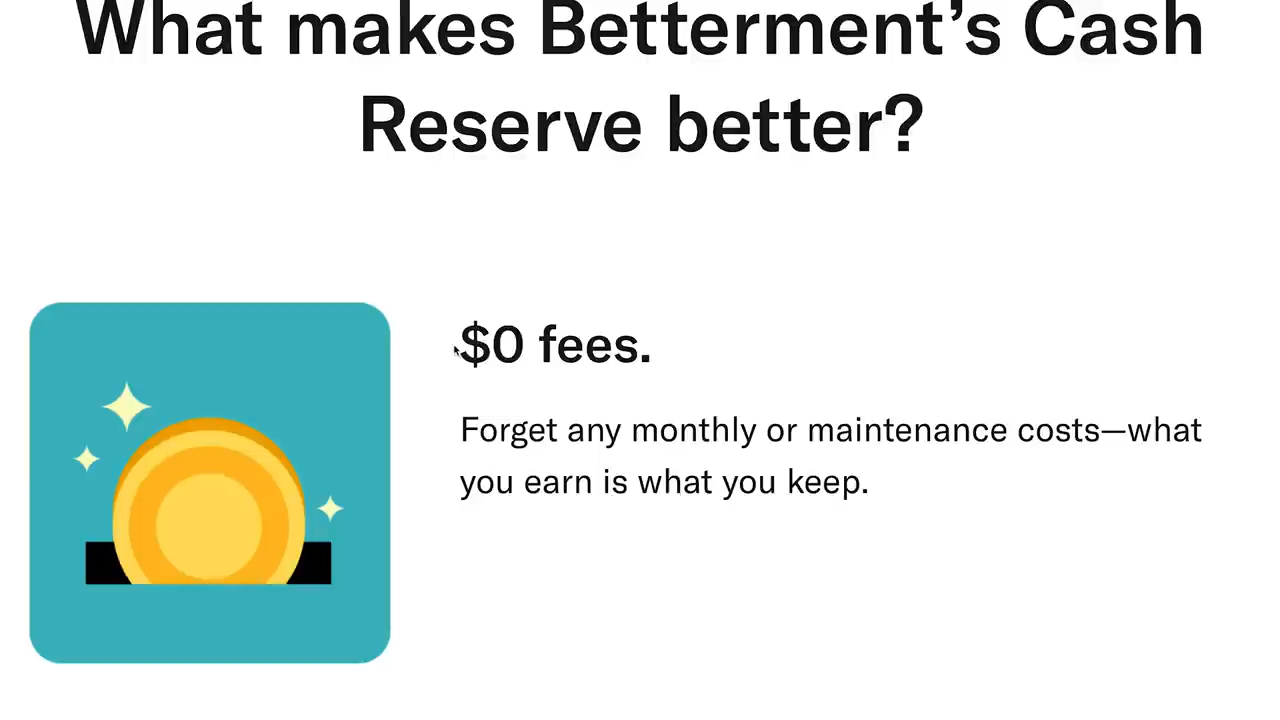 What makes Betterment’s Cash
Reserve better?
$0 fees.
Forget any monthly or maintenance costs—what
you earn is what you keep.